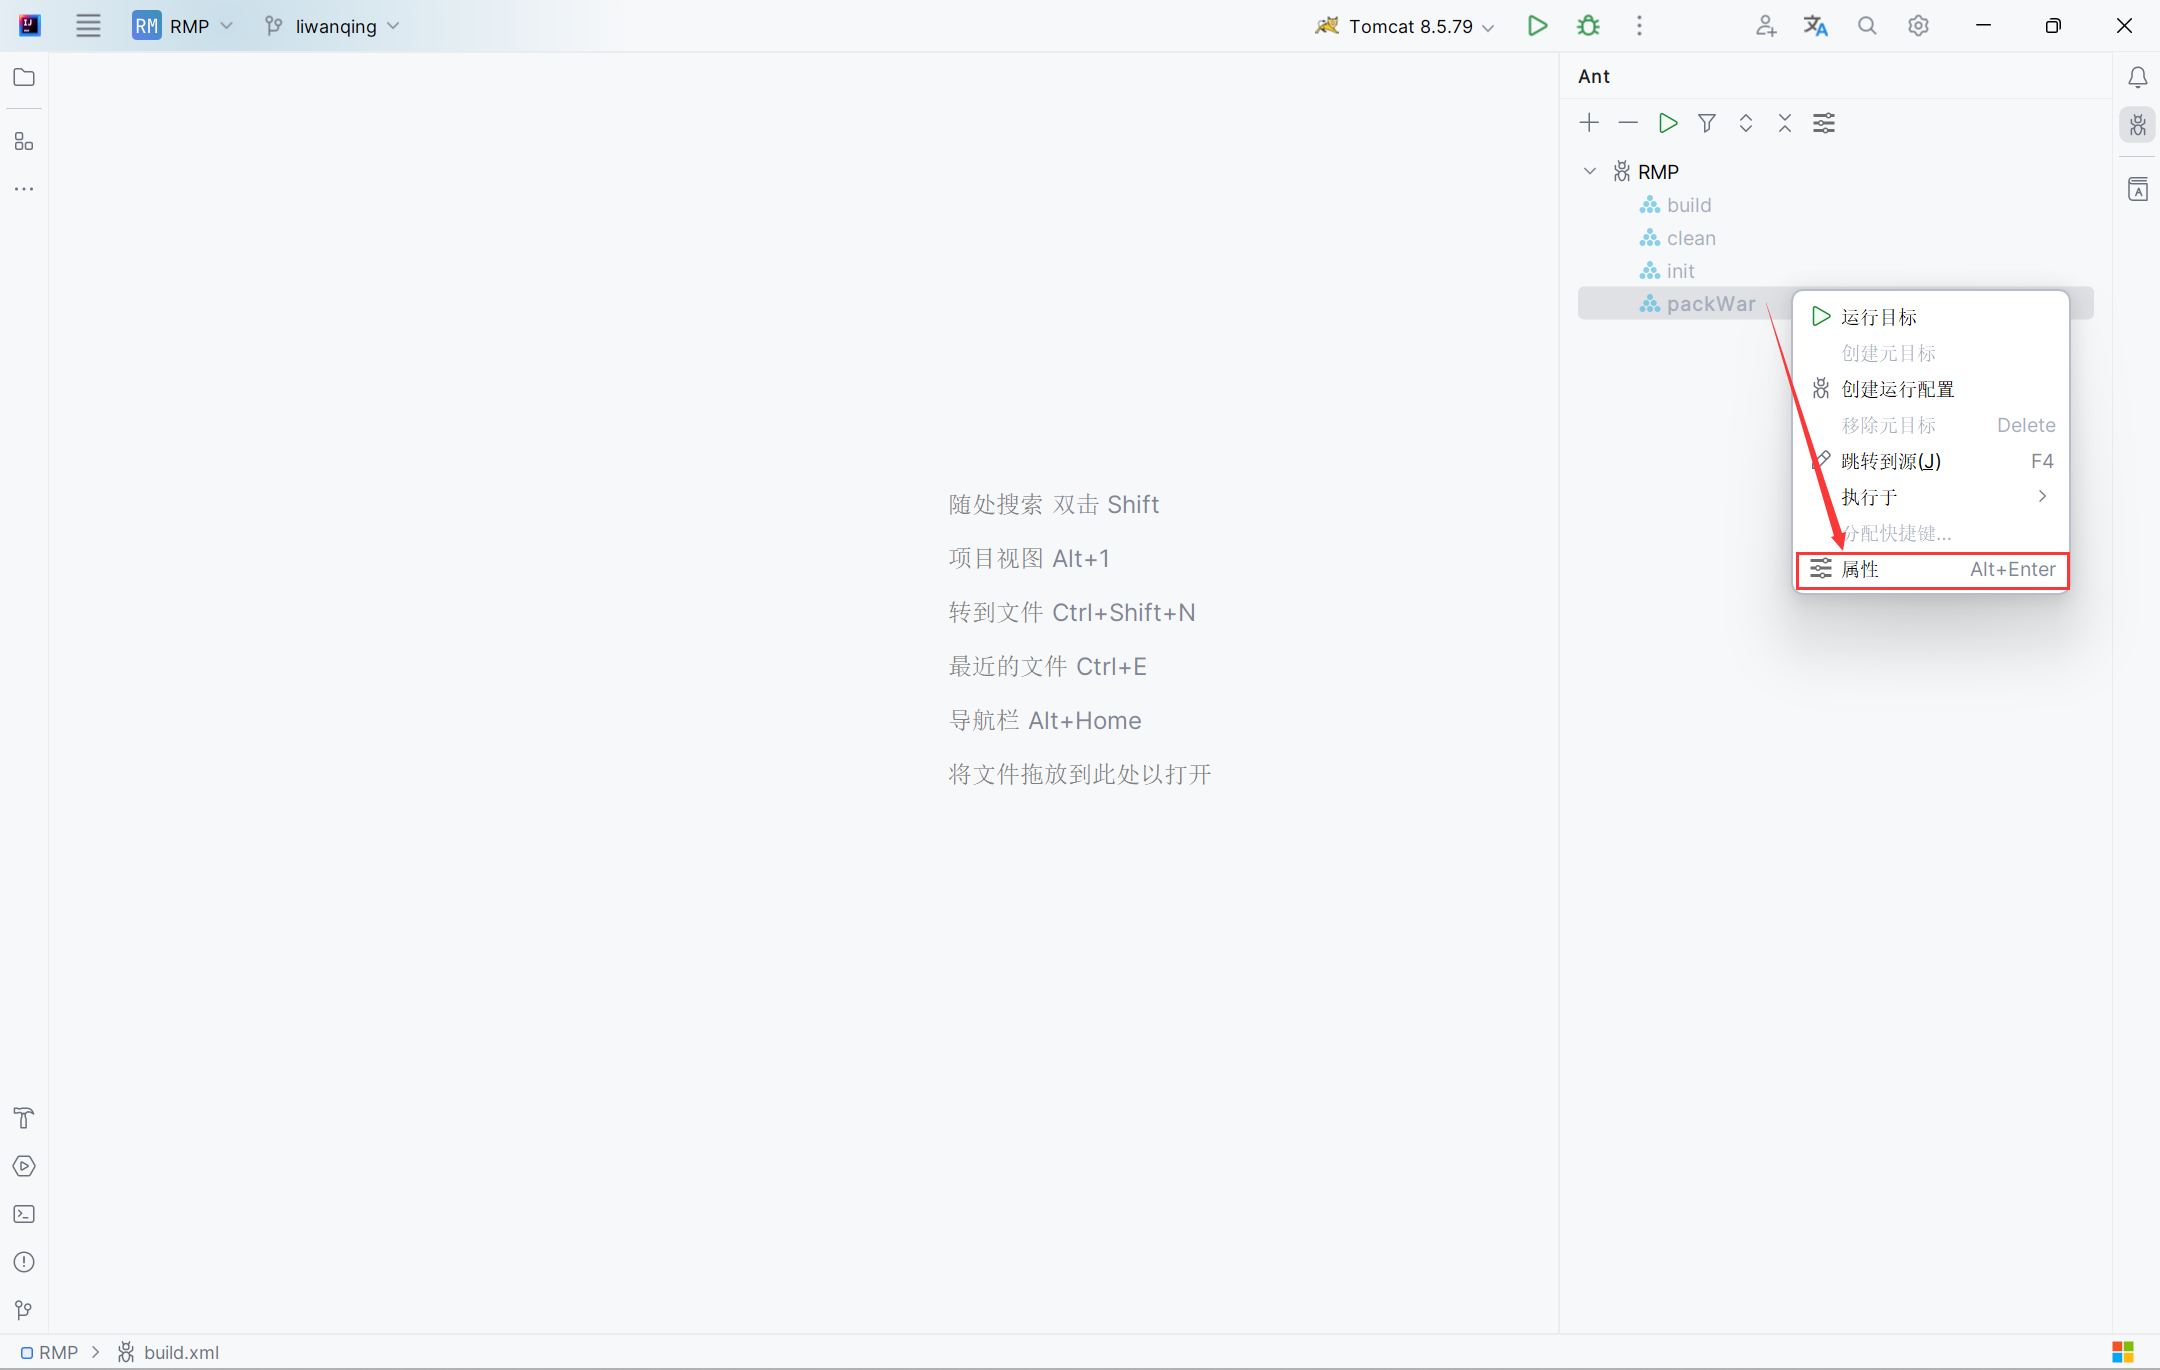 RM RMP liwanqing Tomcat 8.5.79
Ant
RMP
build
clean
init
packWar
运行目标
创建元目标
创建运行配置
移除元目标 Delete
跳转到源(J) F4
执行于
分配快捷键...
属性 Alt+Enter
随处搜索 双击 Shift
项目视图 Alt+1
转到文件 Ctrl+Shift+N
最近的文件 Ctrl+E
导航栏 Alt+Home
将文件拖放到此处以打开
RMP > build.xml